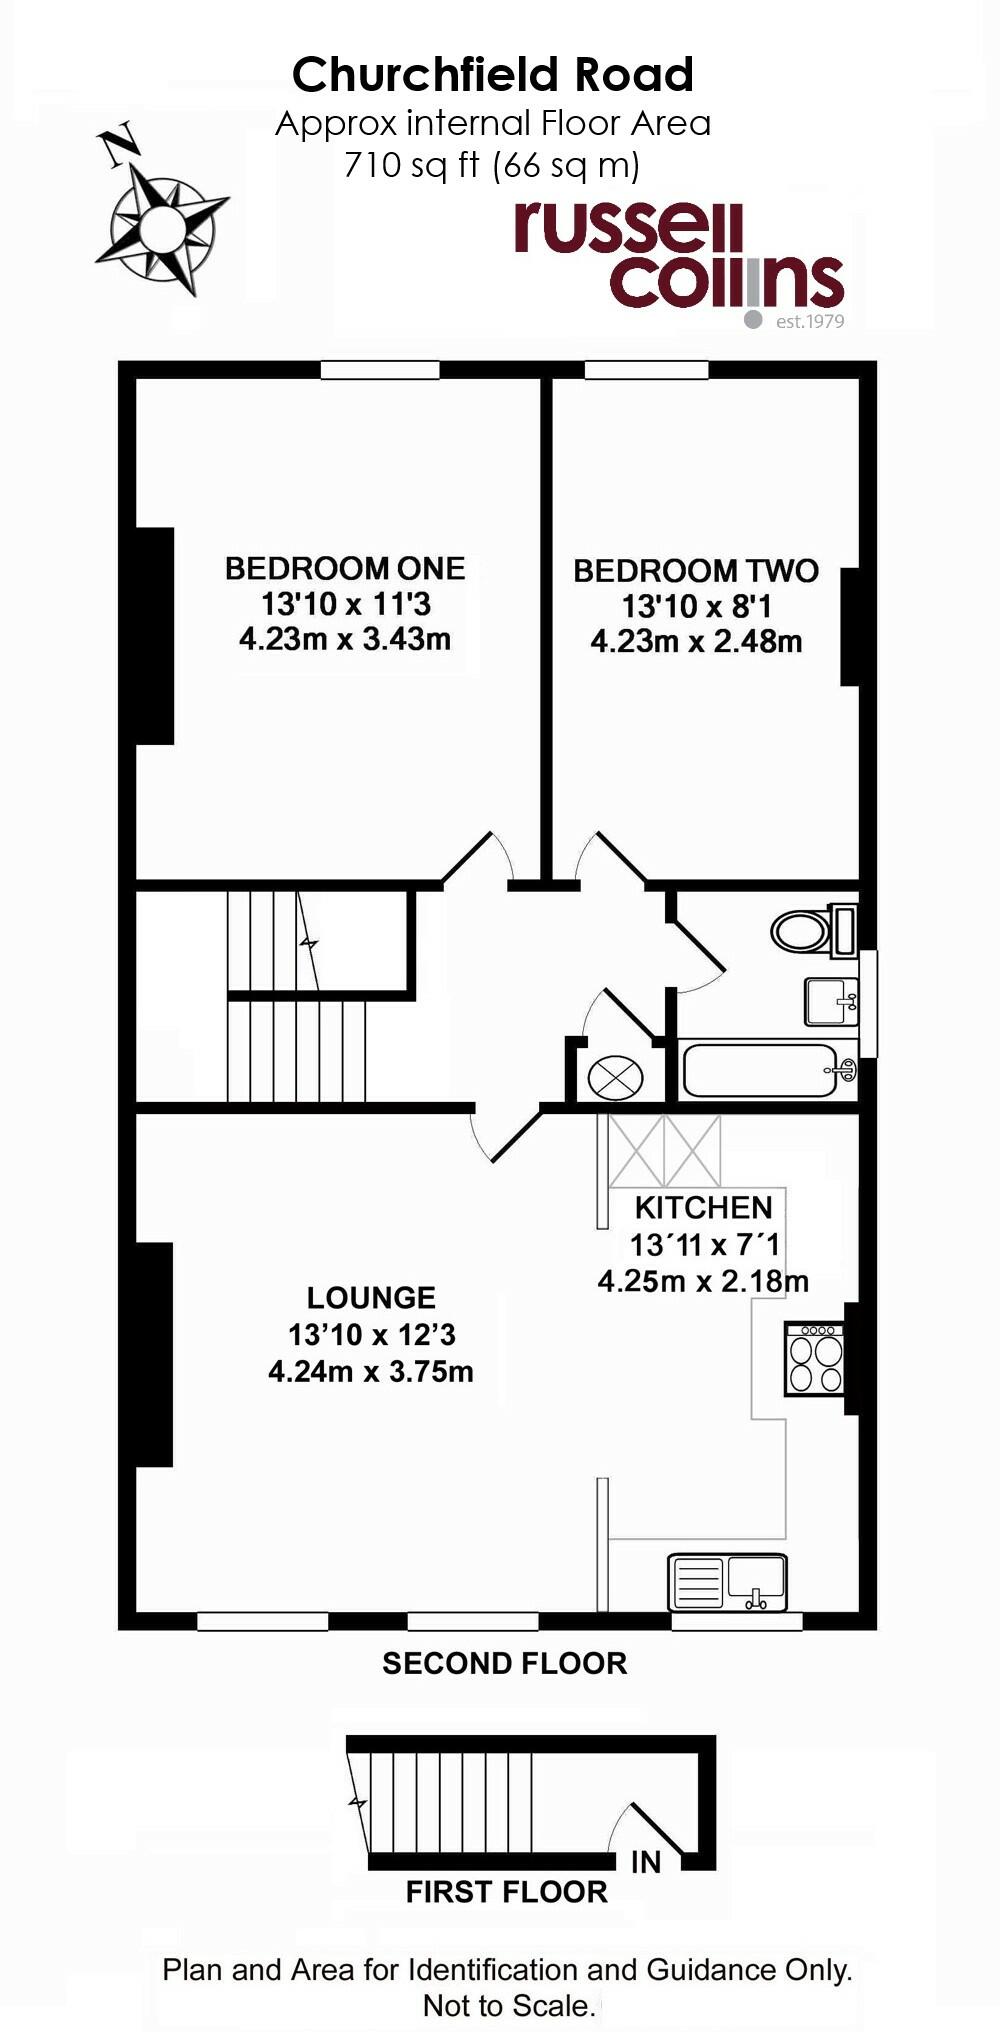 Churchfield Road
Approx internal Floor Area
710 sq ft (66 sq m)
N
russell
collins
est.1979
BEDROOM ONE
13'10 x 11'3
4.23m x 3.43m
BEDROOM TWO
13'10 x 8'1
4.23m x 2.48m
KITCHEN
13´11 x 7´1
4.25m x 2.18m
LOUNGE
13’10 x 12’3
4.24m x 3.75m
SECOND FLOOR
IN
FIRST FLOOR
Plan and Area for Identification and Guidance Only.
Not to Scale.